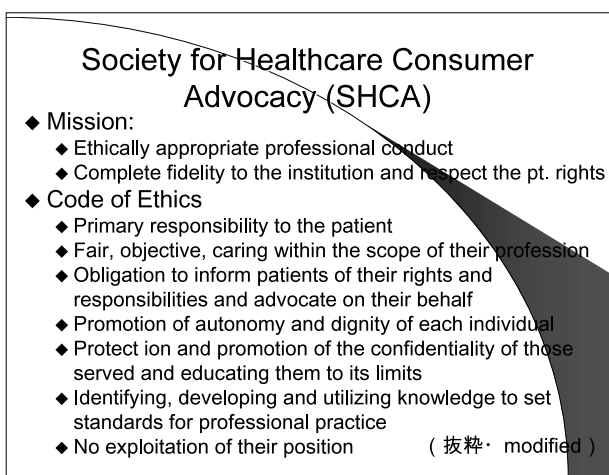 Society for Healthcare Consumer
Advocacy (SHCA)
◆ Mission:
◆ Ethically appropriate professional conduct
◆ Complete fidelity to the institution and respect the pt. rights
◆ Code of Ethics
◆ Primary responsibility to the patient
◆ Fair, objective, caring within the scope of their profession
◆ Obligation to inform patients of their rights and
responsibilities and advocate on their behalf
◆ Promotion of autonomy and dignity of each individual
◆ Protect ion and promotion of the confidentiality of those
served and educating them to its limits
◆ Identifying, developing and utilizing knowledge to set
standards for professional practice
◆ No exploitation of their position （抜粋・ modified）